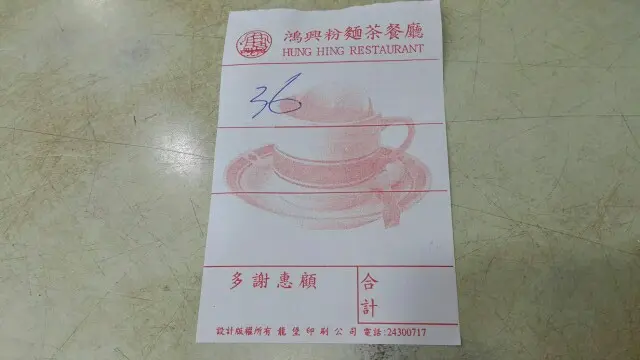 鴻興粉麵茶餐廳
HUNG HING RESTAURANT
36
多謝惠顧
合計
設計版權所有 龍堡印刷公司 電話:24300717